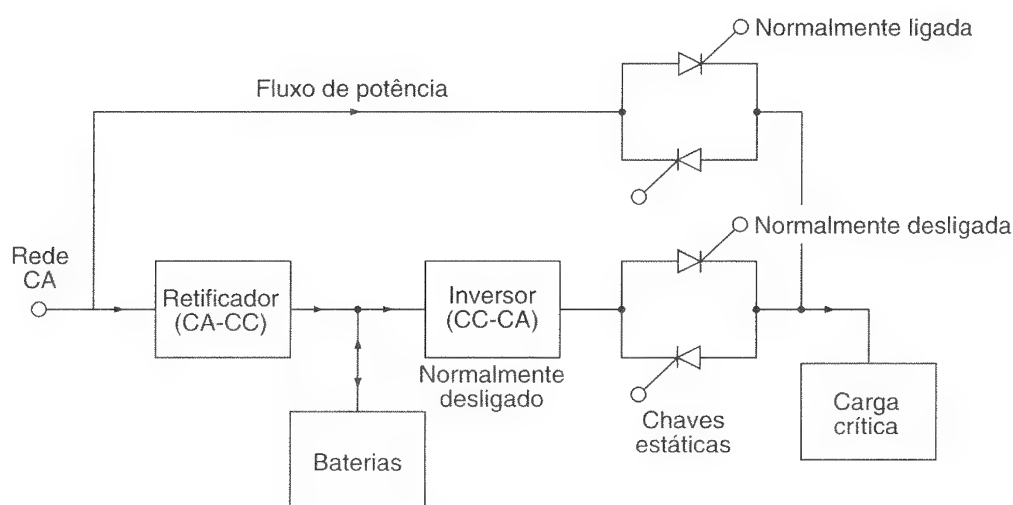 Normalmente ligada
Fluxo de potência
Normalmente desligada
Rede
CA
Retificador
(CA-CC)
Inversor
(CC-CA)
Normalmente
desligado
Chaves
estáticas
Carga
crítica
Baterias